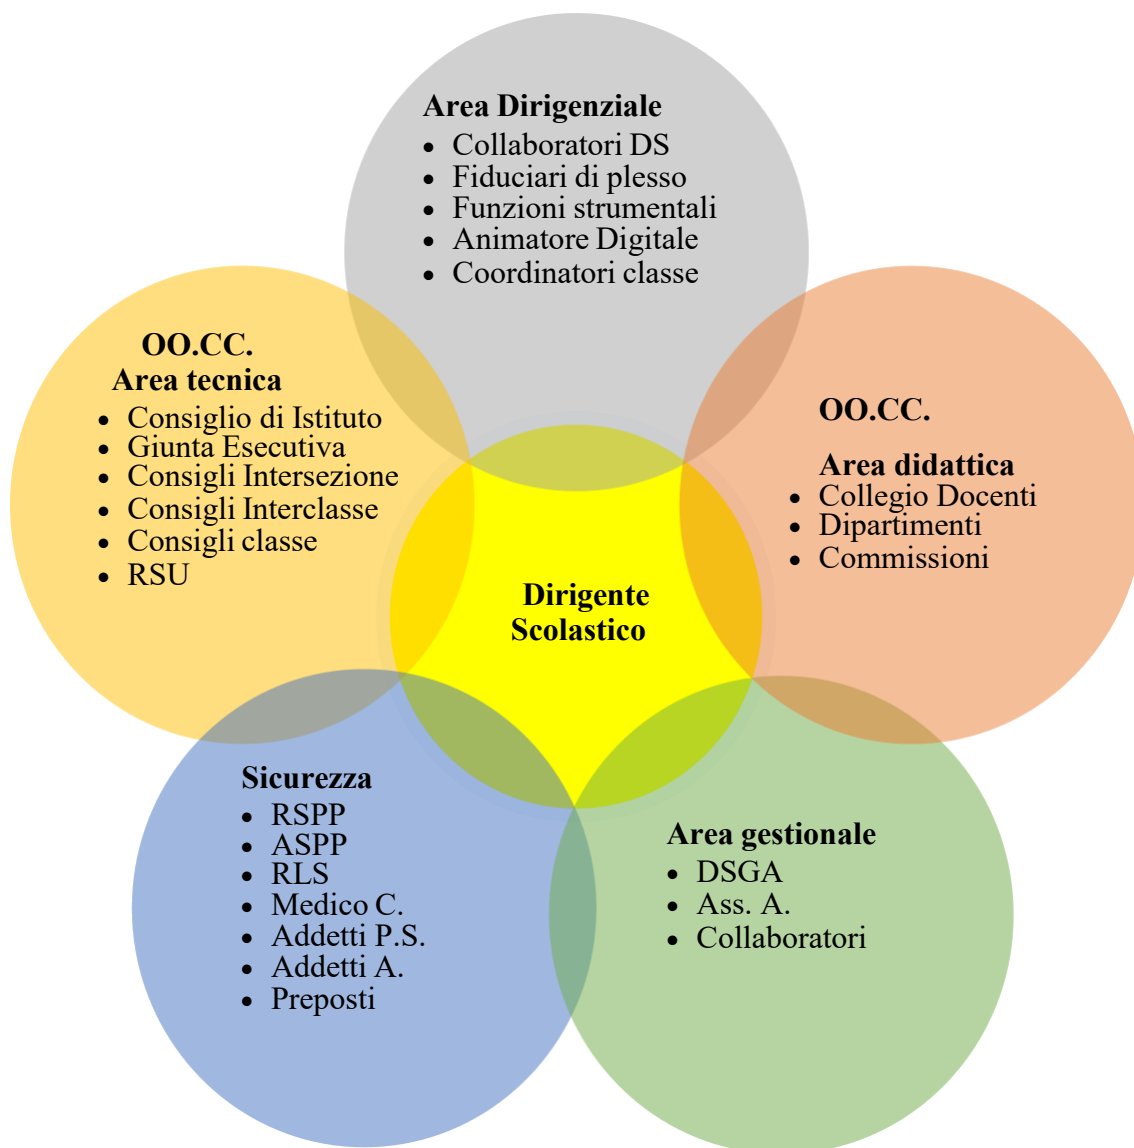 Area Dirigenziale
• Collaboratori DS
• Fiduciari di plesso
• Funzioni strumentali
• Animatore Digitale
• Coordinatori classe
OO.CC.
Area tecnica
• Consiglio di Istituto
• Giunta Esecutiva
• Consigli Intersezione
• Consigli Interclasse
• Consigli classe
• RSU
OO.CC.
Area didattica
• Collegio Docenti
• Dipartimenti
• Commissioni
Dirigente
Scolastico
Sicurezza
• RSPP
• ASPP
• RLS
• Medico C.
• Addetti P.S.
• Addetti A.
• Preposti
Area gestionale
• DSGA
• Ass. A.
• Collaboratori